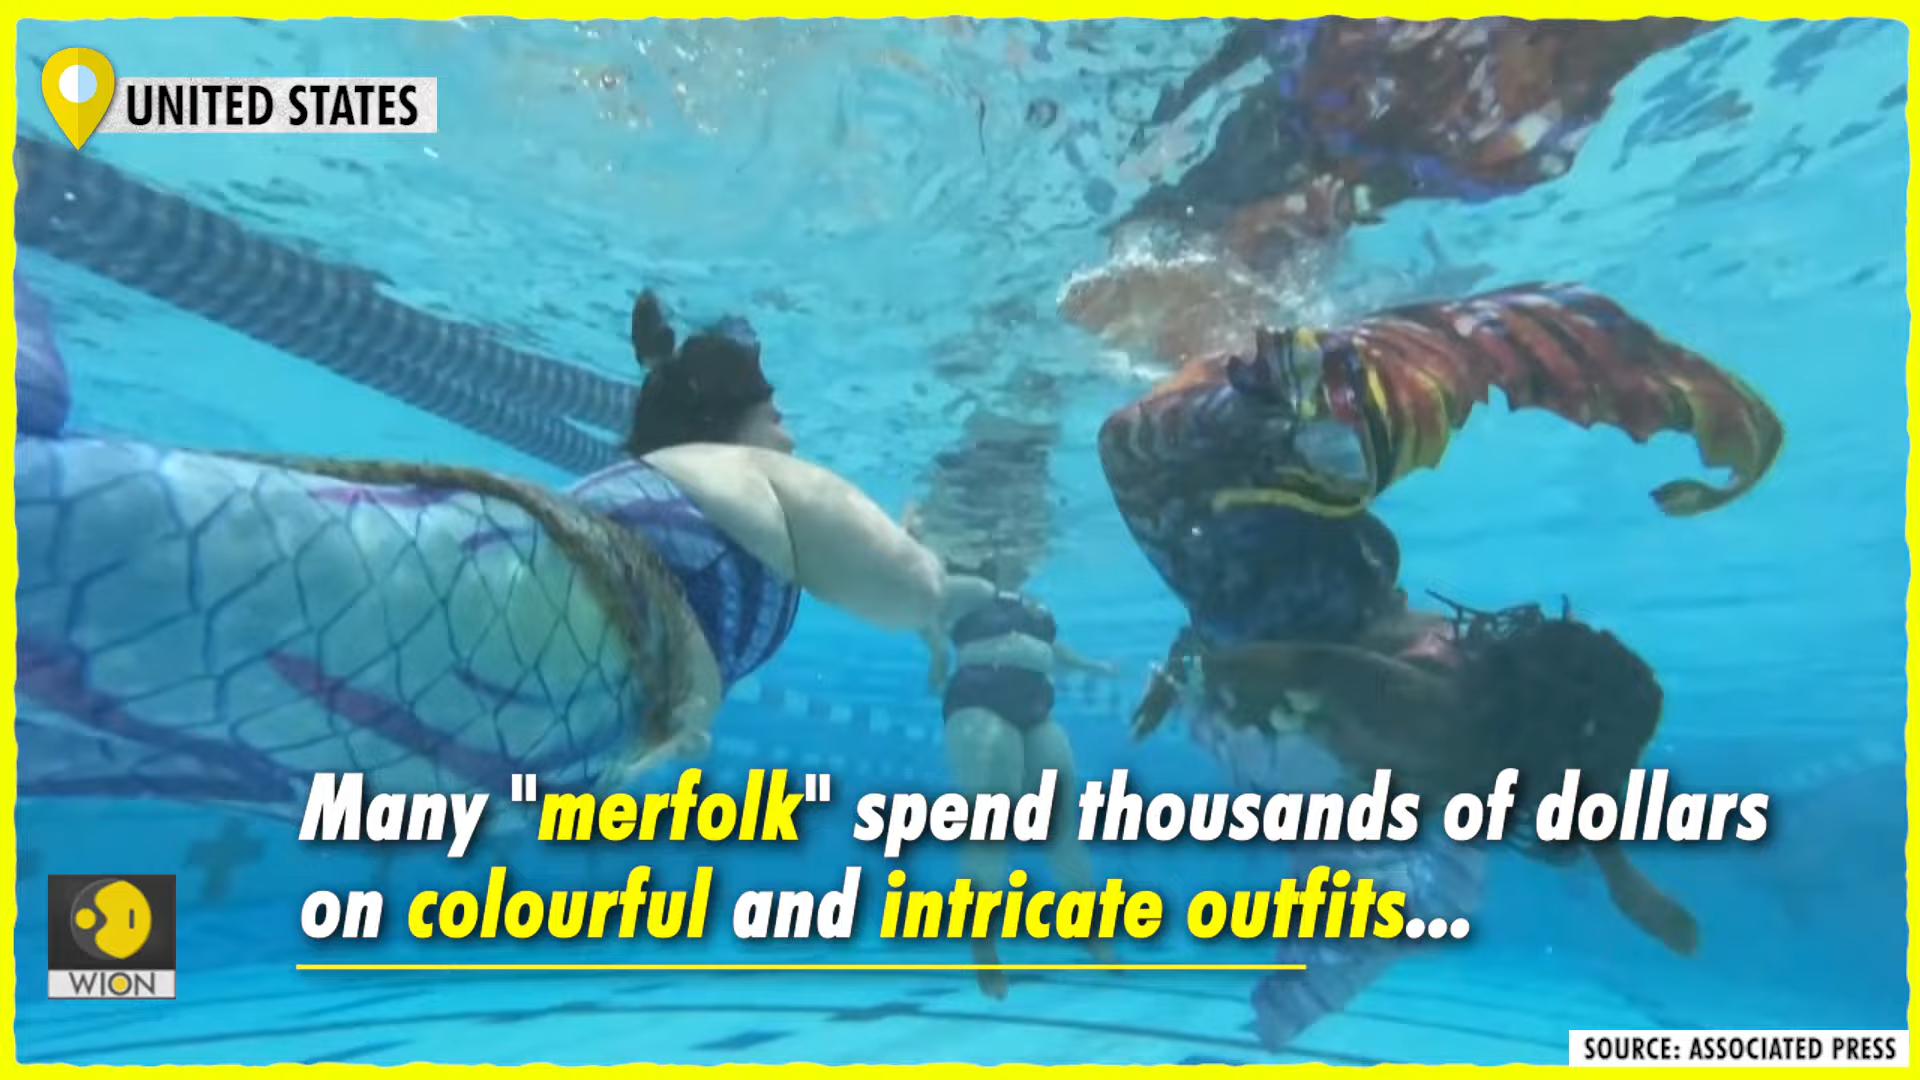 UNITED STATES
Many "merfolk" spend thousands of dollars
on colourful and intricate outfits...
WION
SOURCE: ASSOCIATED PRESS